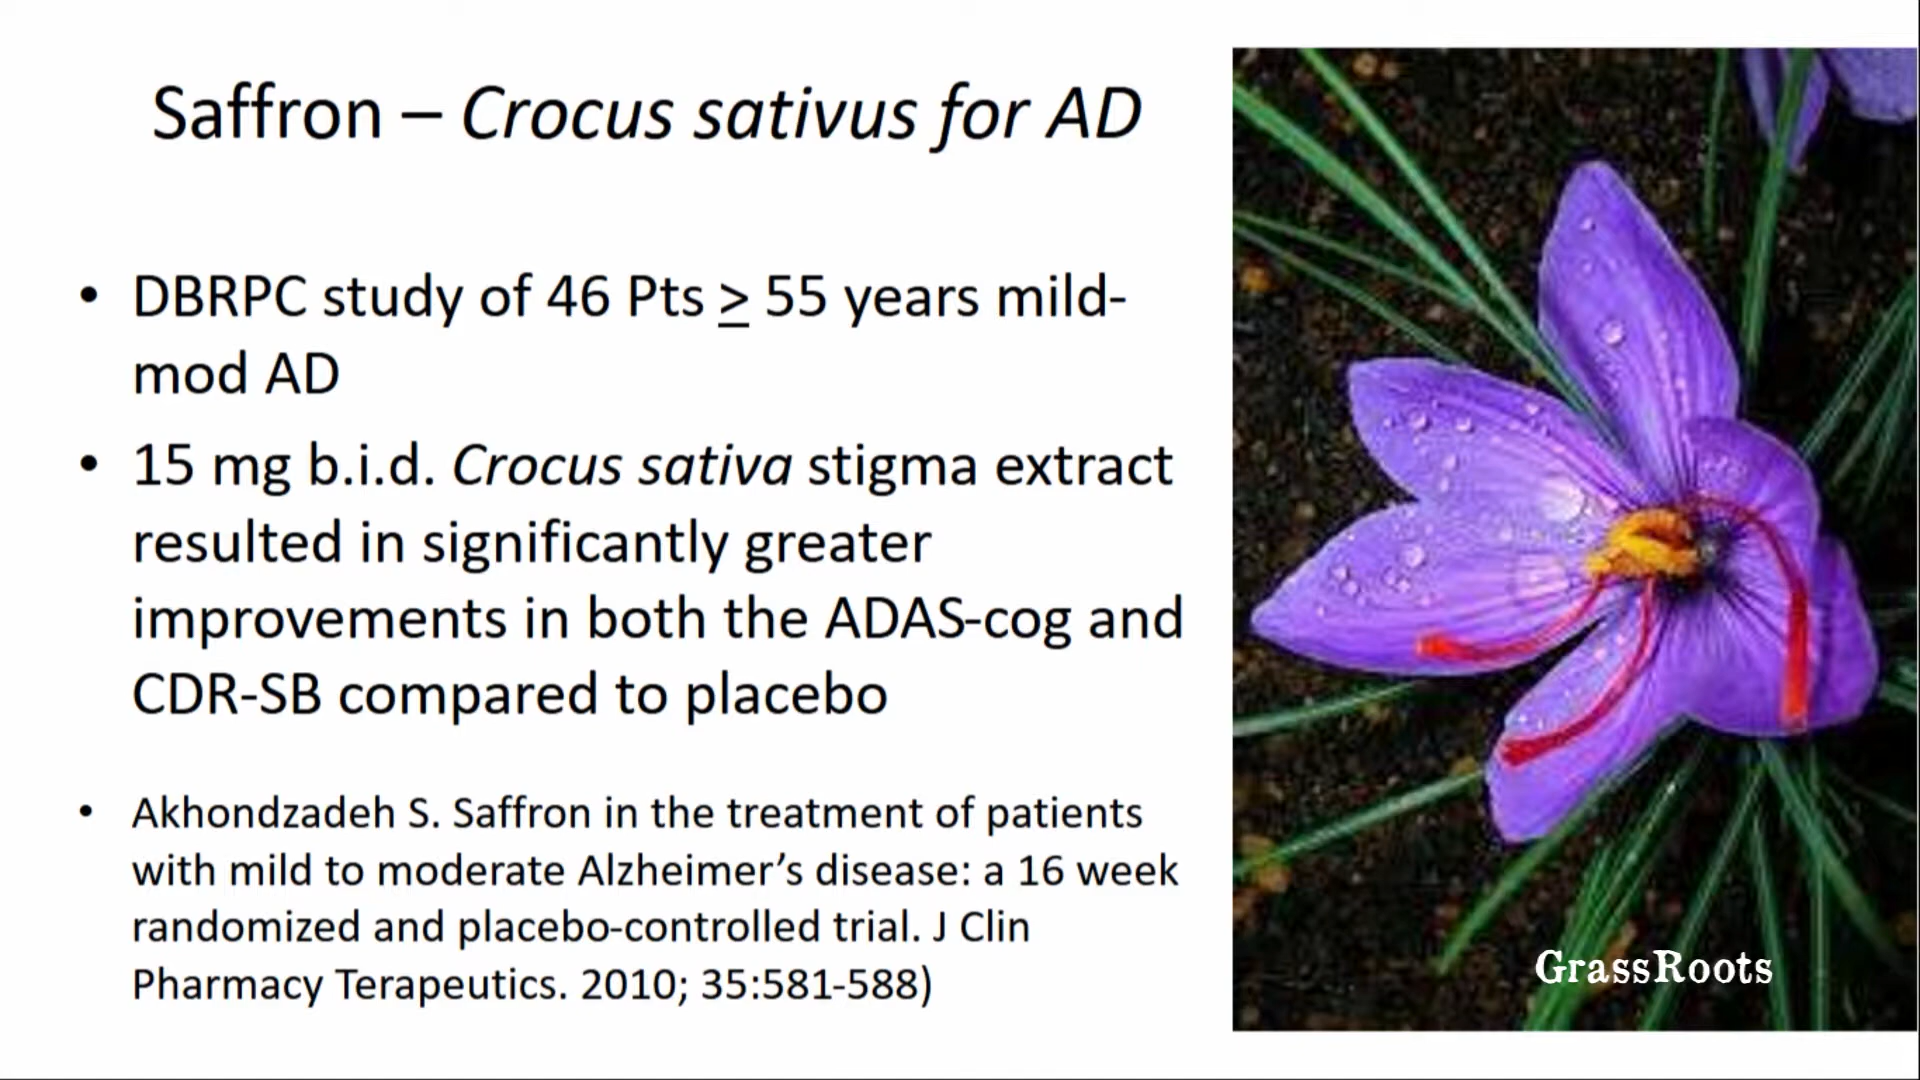 Saffron – Crocus sativus for AD
• DBRPC study of 46 Pts ≥ 55 years mild-
mod AD
• 15 mg b.i.d. Crocus sativa stigma extract
resulted in significantly greater
improvements in both the ADAS-cog and
CDR-SB compared to placebo
• Akhondzadeh S. Saffron in the treatment of patients
with mild to moderate Alzheimer’s disease: a 16 week
randomized and placebo-controlled trial. J Clin
Pharmacy Terapeutics. 2010; 35:581-588)
GrassRoots